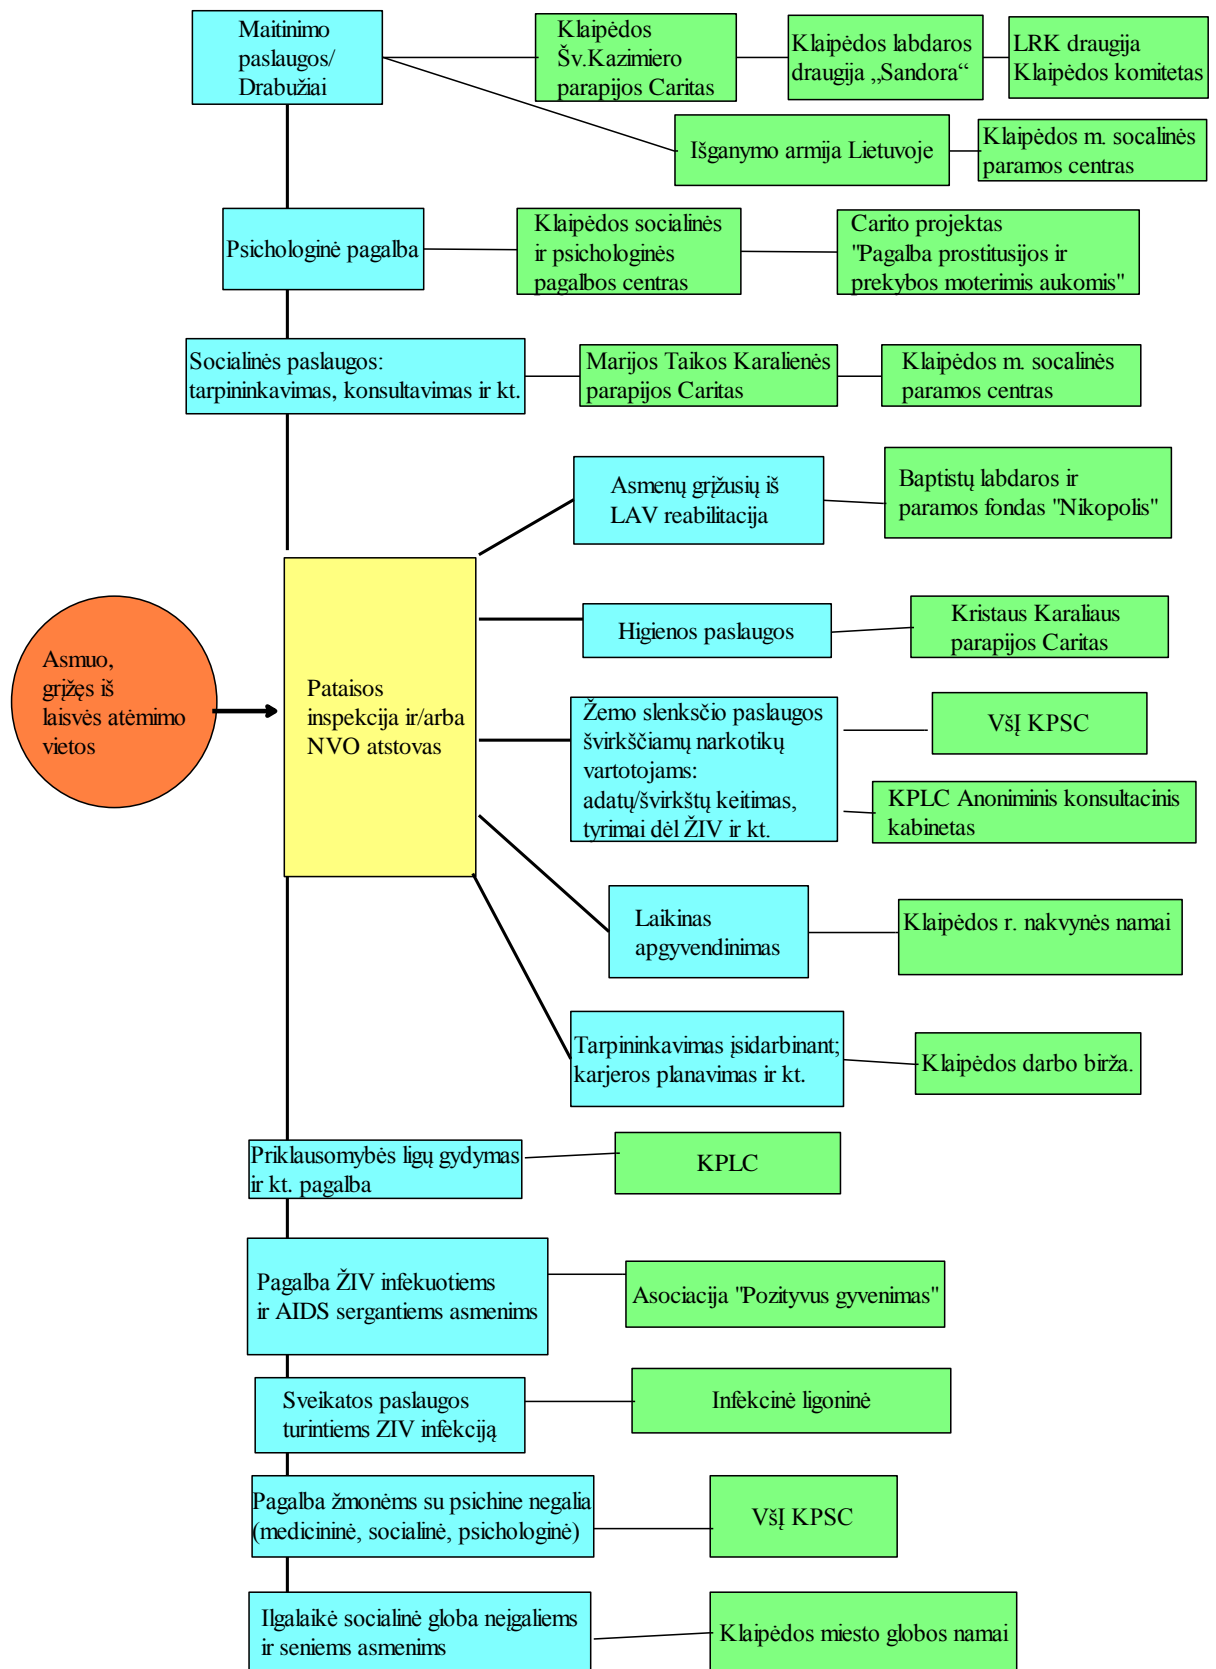 Maitinimo
paslaugos/
Drabužiai
Klaipėdos
Šv.Kazimiero
parapijos Caritas
Klaipėdos labdaros
draugija „Sandora“
LRK draugija
Klaipėdos komitetas
Išganymo armija Lietuvoje
Klaipėdos m. socalinės
paramos centras
Psichologinė pagalba
Klaipėdos socialinės
ir psichologinės
pagalbos centras
Carito projektas
"Pagalba prostitusijos ir
prekybos moterimis aukomis"
Socialinės paslaugos:
tarpininkavimas, konsultavimas ir kt.
Marijos Taikos Karalienės
parapijos Caritas
Klaipėdos m. socalinės
paramos centras
Asmenų grįžusių iš
LAV reabilitacija
Baptistų labdaros ir
paramos fondas "Nikopolis"
Higienos paslaugos
Kristaus Karaliaus
parapijos Caritas
Asmuo,
grįžęs iš
laisvės atėmimo
vietos
Pataisos
inspekcija ir/arba
NVO atstovas
Žemo slenksčio paslaugos
švirkščiamų narkotikų
vartotojams:
adatų/švirkštų keitimas,
tyrimai dėl ŽIV ir kt.
VšĮ KPSC
KPLC Anoniminis konsultacinis
kabinetas
Laikinas
apgyvendinimas
Klaipėdos r. nakvynės namai
Tarpininkavimas įsidarbinant;
karjeros planavimas ir kt.
Klaipėdos darbo birža.
Priklausomybės ligų gydymas
ir kt. pagalba
KPLC
Pagalba ŽIV infekuotiems
ir AIDS sergantiems asmenims
Asociacija "Pozityvus gyvenimas"
Sveikatos paslaugos
turintiems ZIV infekciją
Infekcinė ligoninė
Pagalba žmonėms su psichine negalia
(medicininė, socialinė, psichologinė)
VšĮ KPSC
Ilgalaikė socialinė globa neįgaliems
ir seniems asmenims
Klaipėdos miesto globos namai